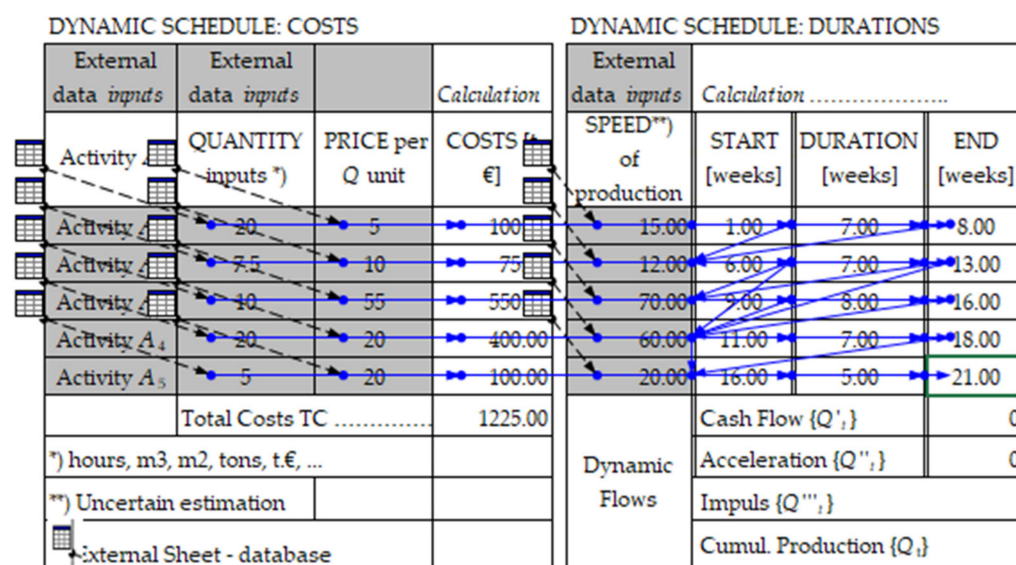 DYNAMIC SCHEDULE: COSTS
External data inputs
External data inputs
Calculation
Activity
QUANTITY inputs *)
PRICE per Q unit
COSTS [t €]
Activity 20 5 100
Activity 7.5 10 75
Activity 10 55 550
Activity A4 20 20 400.00
Activity A5 5 20 100.00
Total Costs TC ..............
1225.00
*) hours, m3, m2, tons, t.€, ...
**) Uncertain estimation
External Sheet - database
DYNAMIC SCHEDULE: DURATIONS
External data inputs
Calculation .....................
SPEED**) of production
START [weeks]
DURATION [weeks]
END [weeks]
15.00 1.00 7.00 8.00
12.00 6.00 7.00 13.00
70.00 9.00 8.00 16.00
60.00 11.00 7.00 18.00
20.00 16.00 5.00 21.00
Dynamic Flows
Cash Flow {Q't} 0
Acceleration {Q''t} 0
Impuls {Q'''t}
Cumul. Production {Qt}